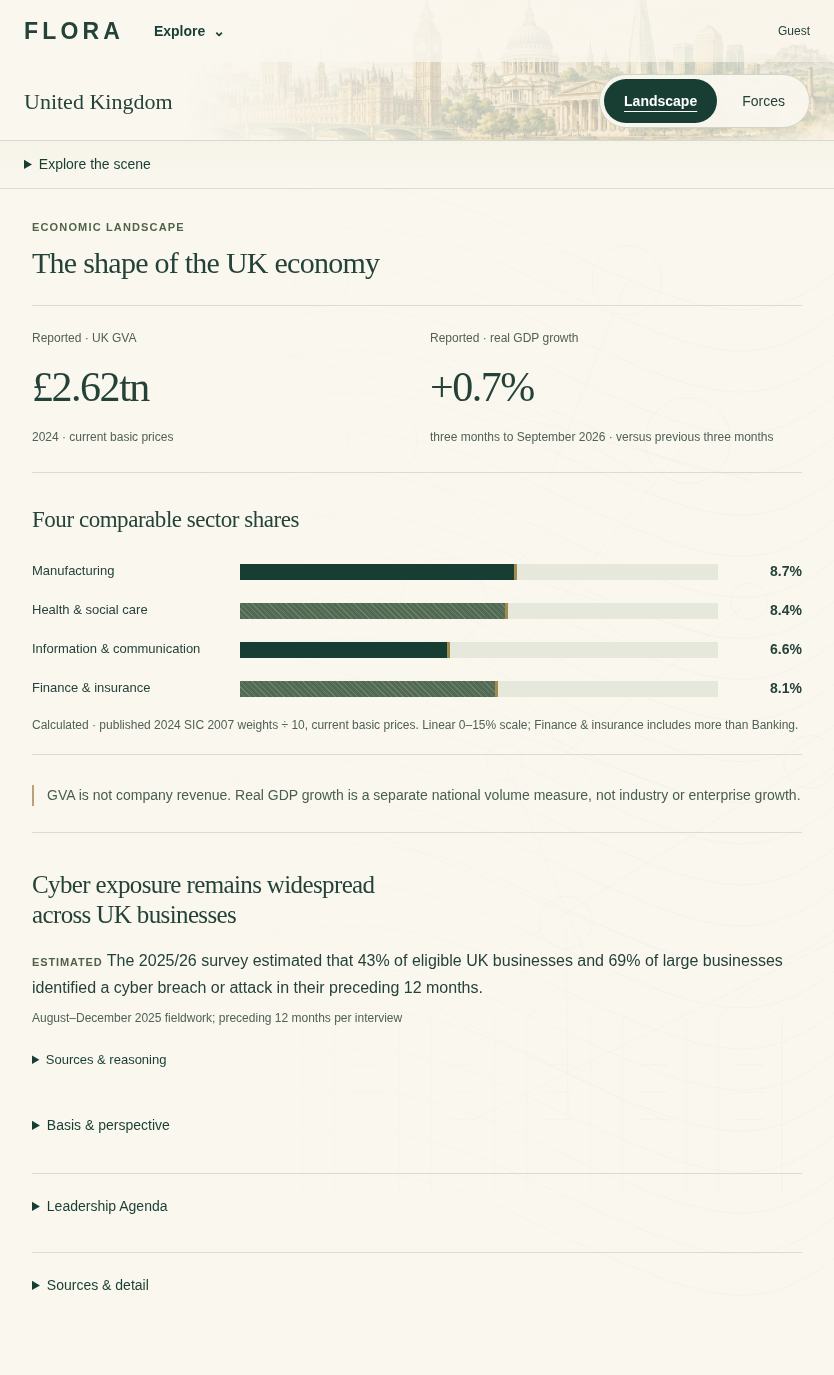 FLORA
Explore
Guest
United Kingdom
Landscape
Forces
Explore the scene
ECONOMIC LANDSCAPE
The shape of the UK economy
Reported · UK GVA
£2.62tn
2024 · current basic prices
Reported · real GDP growth
+0.7%
three months to September 2026 · versus previous three months
Four comparable sector shares
Manufacturing 8.7%
Health & social care 8.4%
Information & communication 6.6%
Finance & insurance 8.1%
Calculated · published 2024 SIC 2007 weights ÷ 10, current basic prices. Linear 0–15% scale; Finance & insurance includes more than Banking.
GVA is not company revenue. Real GDP growth is a separate national volume measure, not industry or enterprise growth.
Cyber exposure remains widespread
across UK businesses
ESTIMATED The 2025/26 survey estimated that 43% of eligible UK businesses and 69% of large businesses
identified a cyber breach or attack in their preceding 12 months.
August–December 2025 fieldwork; preceding 12 months per interview
Sources & reasoning
Basis & perspective
Leadership Agenda
Sources & detail